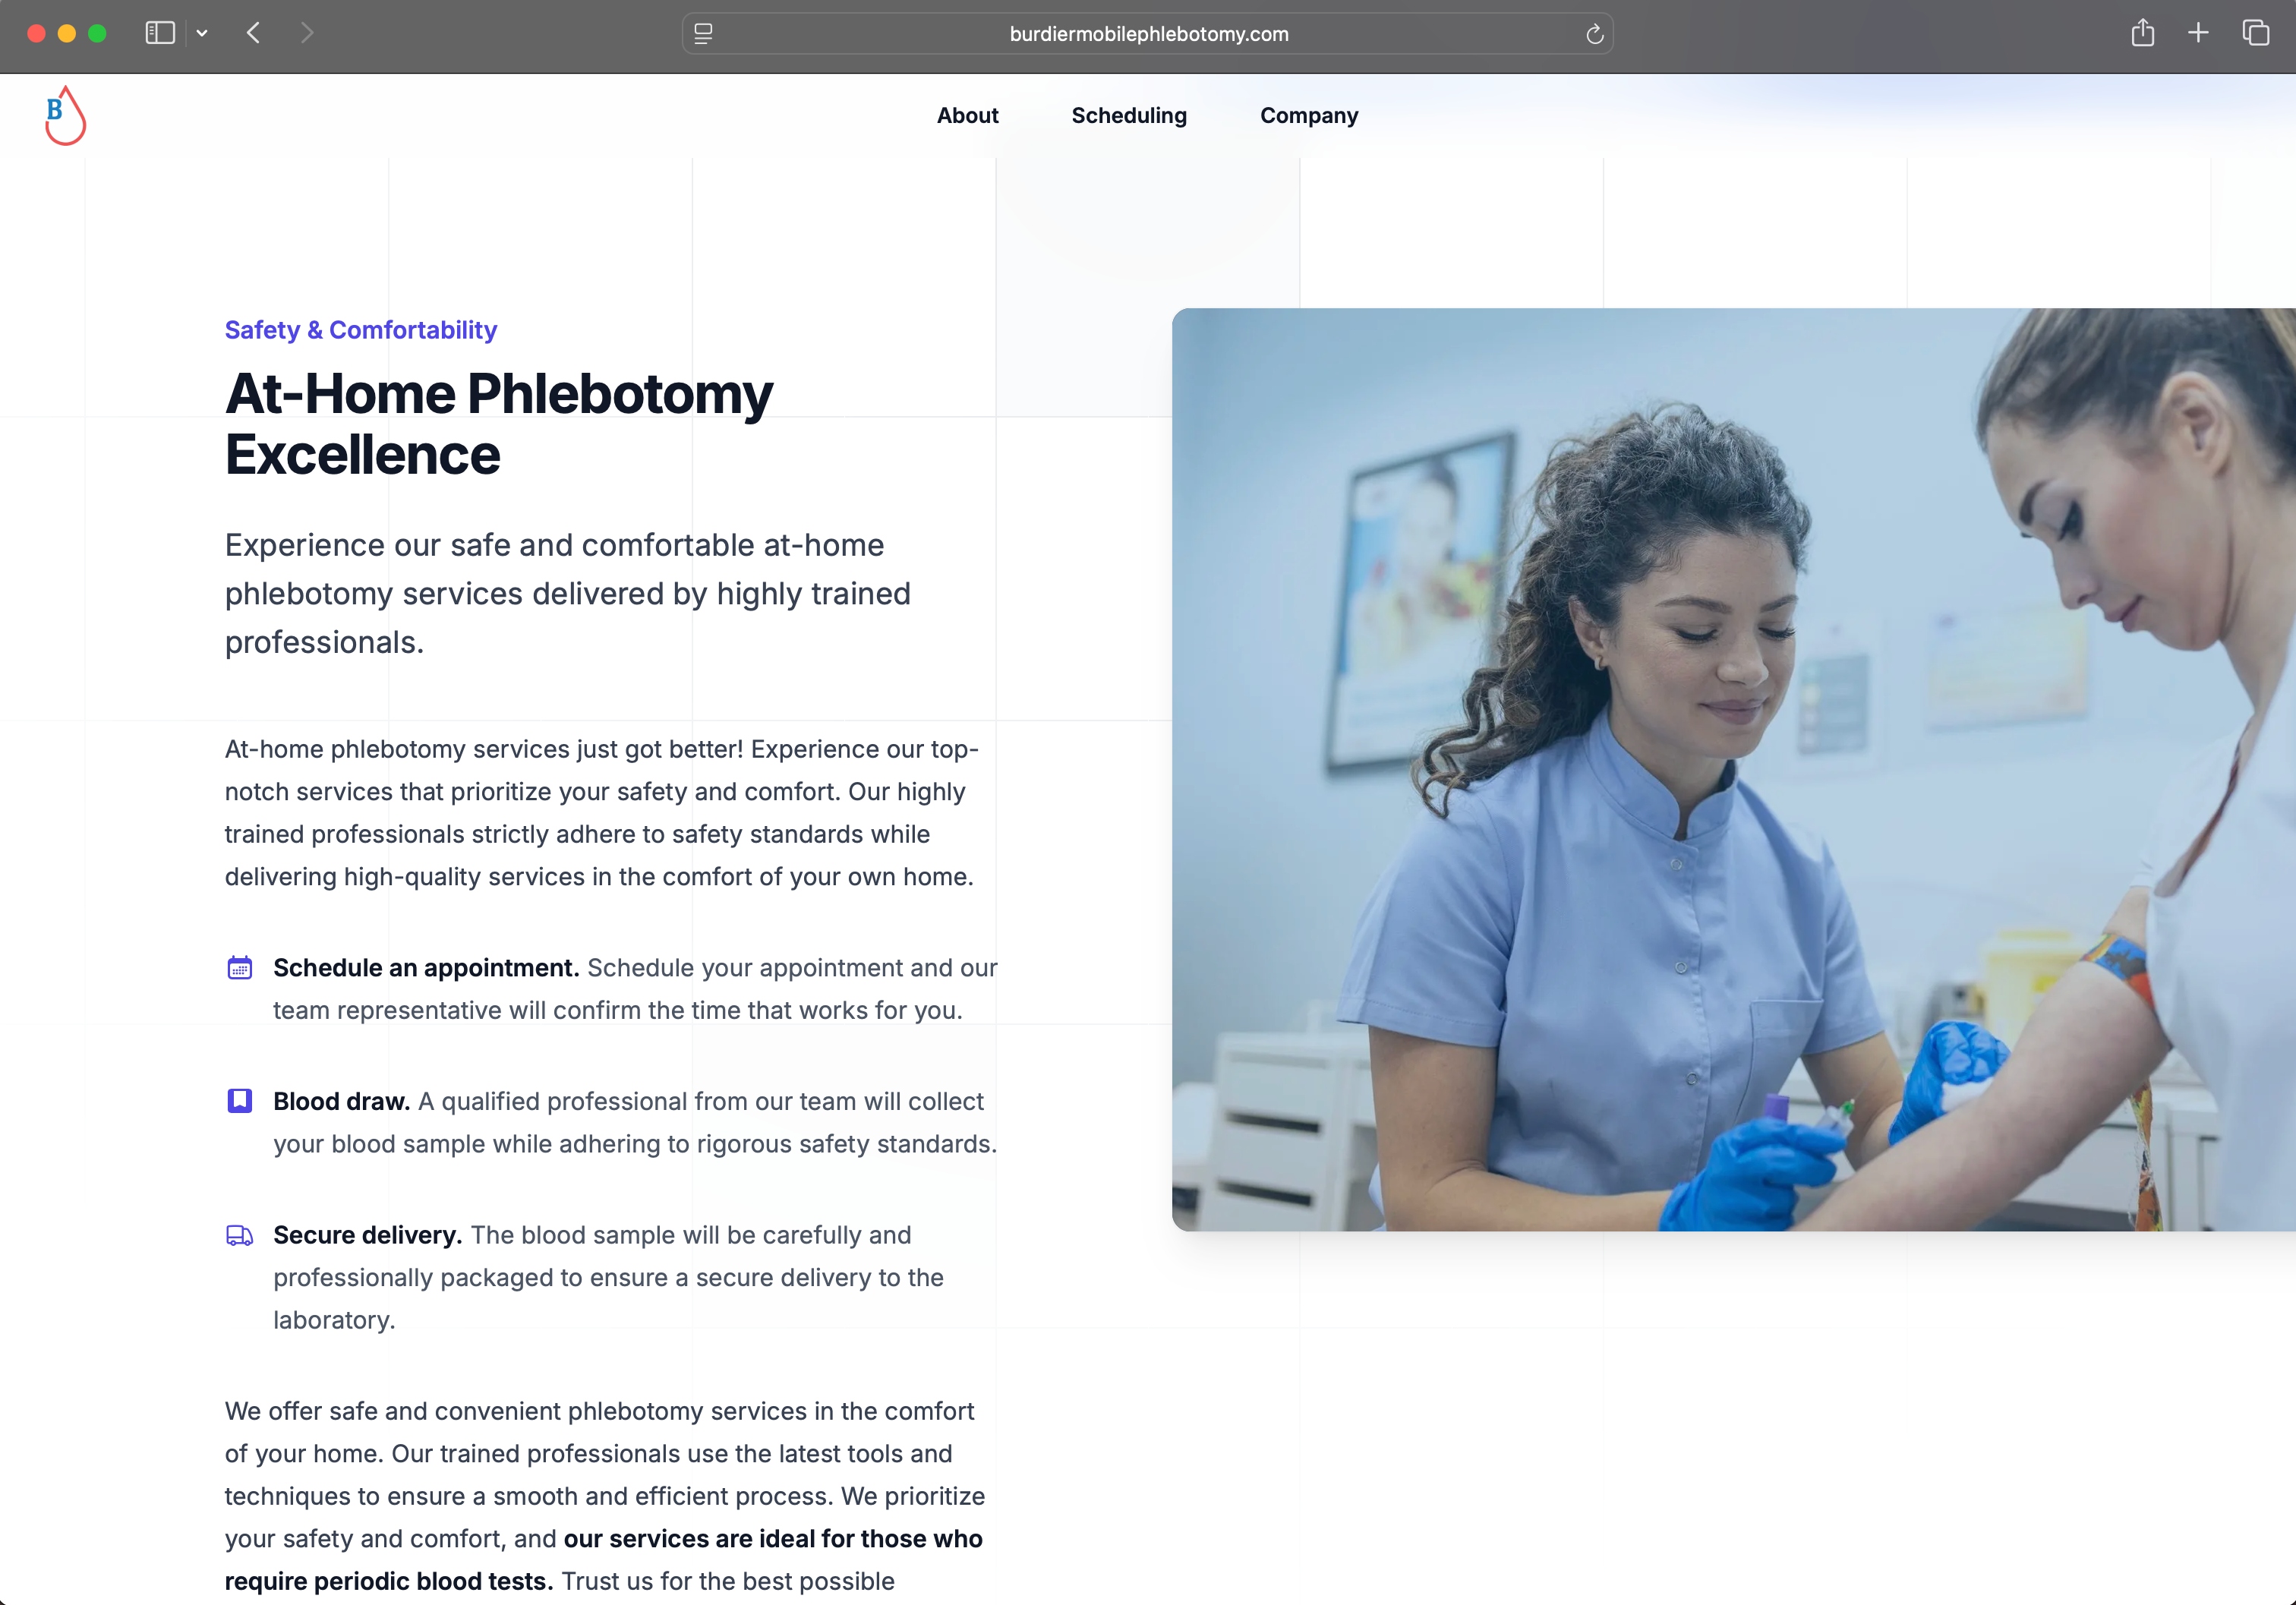 burdiermobilephlebotomy.com
B
About Scheduling Company
Safety & Comfortability
At-Home Phlebotomy
Excellence
Experience our safe and comfortable at-home
phlebotomy services delivered by highly trained
professionals.
At-home phlebotomy services just got better! Experience our top-
notch services that prioritize your safety and comfort. Our highly
trained professionals strictly adhere to safety standards while
delivering high-quality services in the comfort of your own home.
Schedule an appointment. Schedule your appointment and our
team representative will confirm the time that works for you.
Blood draw. A qualified professional from our team will collect
your blood sample while adhering to rigorous safety standards.
Secure delivery. The blood sample will be carefully and
professionally packaged to ensure a secure delivery to the
laboratory.
We offer safe and convenient phlebotomy services in the comfort
of your home. Our trained professionals use the latest tools and
techniques to ensure a smooth and efficient process. We prioritize
your safety and comfort, and our services are ideal for those who
require periodic blood tests. Trust us for the best possible